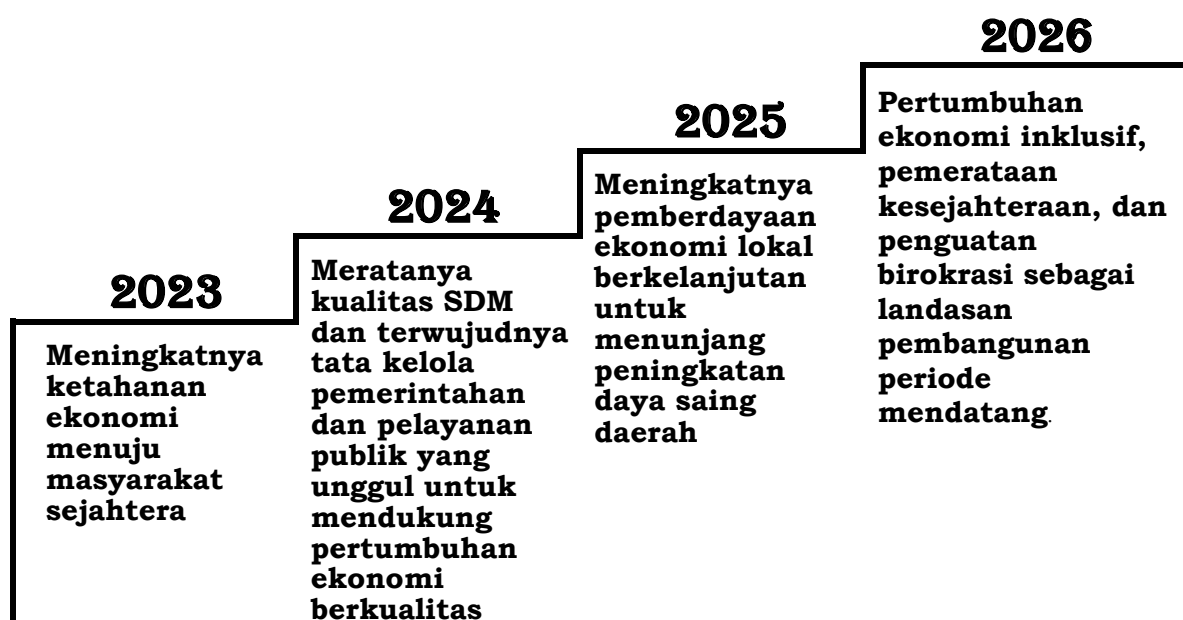 2023
Meningkatnya
ketahanan
ekonomi
menuju
masyarakat
sejahtera
2024
Meratanya
kualitas SDM
dan terwujudnya
tata kelola
pemerintahan
dan pelayanan
publik yang
unggul untuk
mendukung
pertumbuhan
ekonomi
berkualitas
2025
Meningkatnya
pemberdayaan
ekonomi lokal
berkelanjutan
untuk
menunjang
peningkatan
daya saing
daerah
2026
Pertumbuhan
ekonomi inklusif,
pemerataan
kesejahteraan, dan
penguatan
birokrasi sebagai
landasan
pembangunan
periode
mendatang.